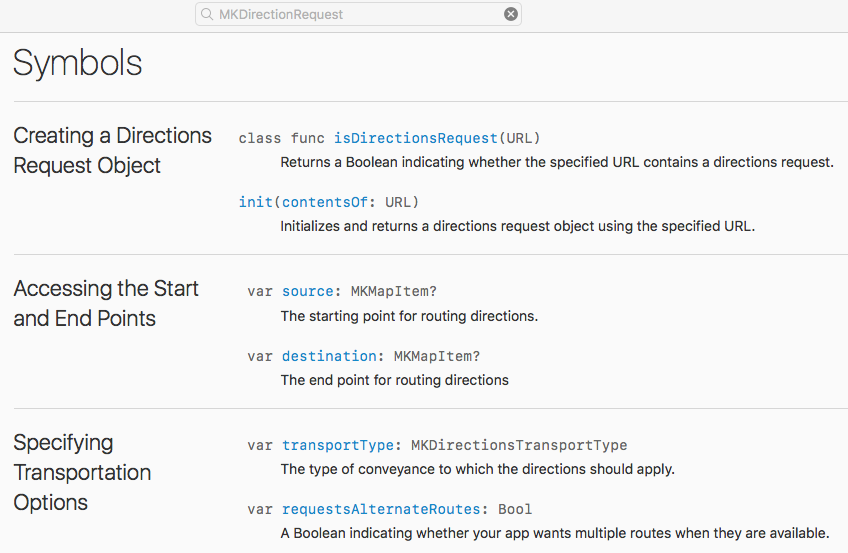 MKDirectionRequest
Symbols
Creating a Directions
Request Object
class func isDirectionsRequest(URL)
Returns a Boolean indicating whether the specified URL contains a directions request.
init(contentsOf: URL)
Initializes and returns a directions request object using the specified URL.
Accessing the Start
and End Points
var source: MKMapItem?
The starting point for routing directions.
var destination: MKMapItem?
The end point for routing directions
Specifying
Transportation
Options
var transportType: MKDirectionsTransportType
The type of conveyance to which the directions should apply.
var requestsAlternateRoutes: Bool
A Boolean indicating whether your app wants multiple routes when they are available.